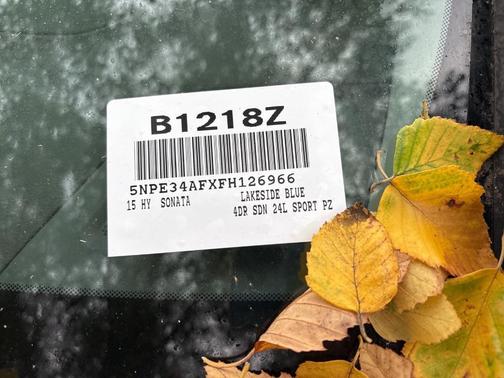 B1218Z
5NPE34AFXFH126966
15 HY SONATA LAKESIDE BLUE
4DR SDN 24L SPORT PZ